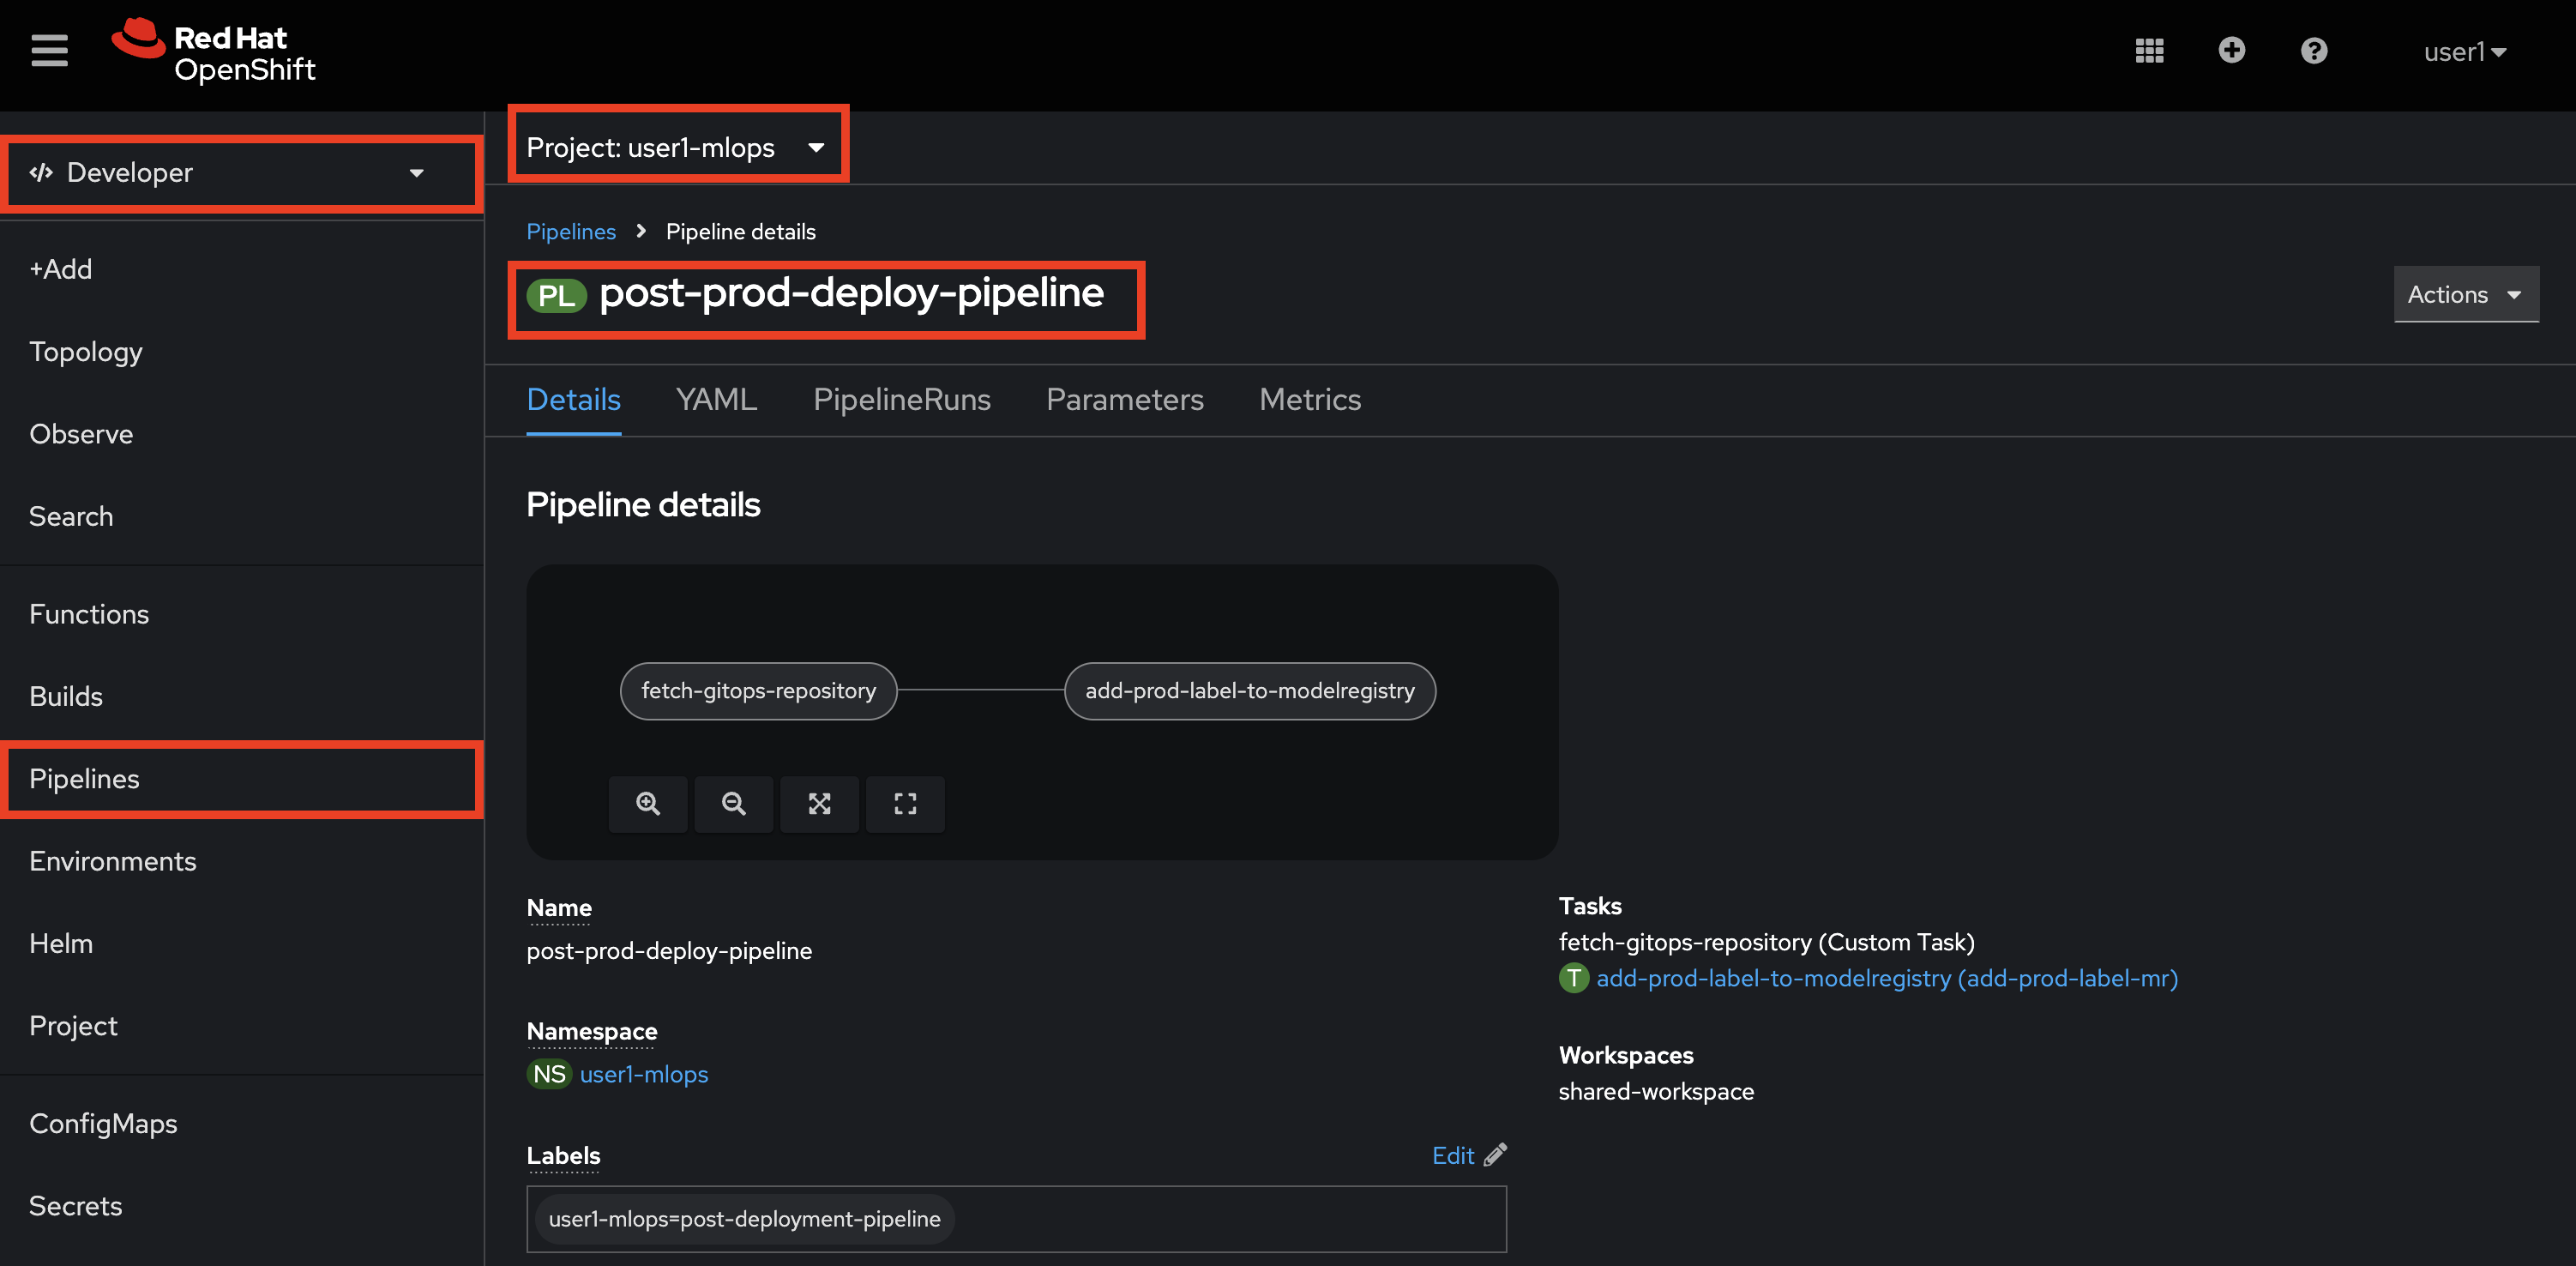 Red Hat
OpenShift
user1
Developer
+Add
Topology
Observe
Search
Functions
Builds
Pipelines
Environments
Helm
Project
ConfigMaps
Secrets
Project: user1-mlops
Pipelines > Pipeline details
PL post-prod-deploy-pipeline
Actions
Details YAML PipelineRuns Parameters Metrics
Pipeline details
fetch-gitops-repository add-prod-label-to-modelregistry
Name
post-prod-deploy-pipeline
Namespace
NS user1-mlops
Labels
Edit
user1-mlops=post-deployment-pipeline
Tasks
fetch-gitops-repository (Custom Task)
T add-prod-label-to-modelregistry (add-prod-label-mr)
Workspaces
shared-workspace